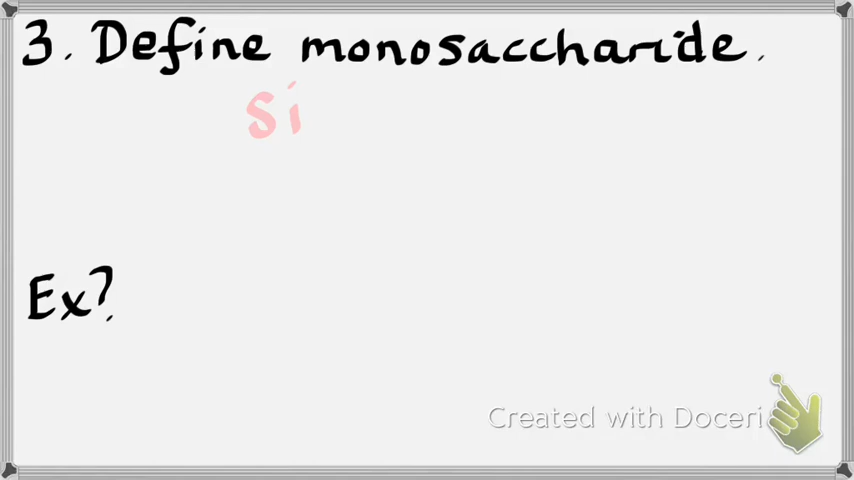 3. Define monosaccharide.
Si
Ex?
Created with Doceri